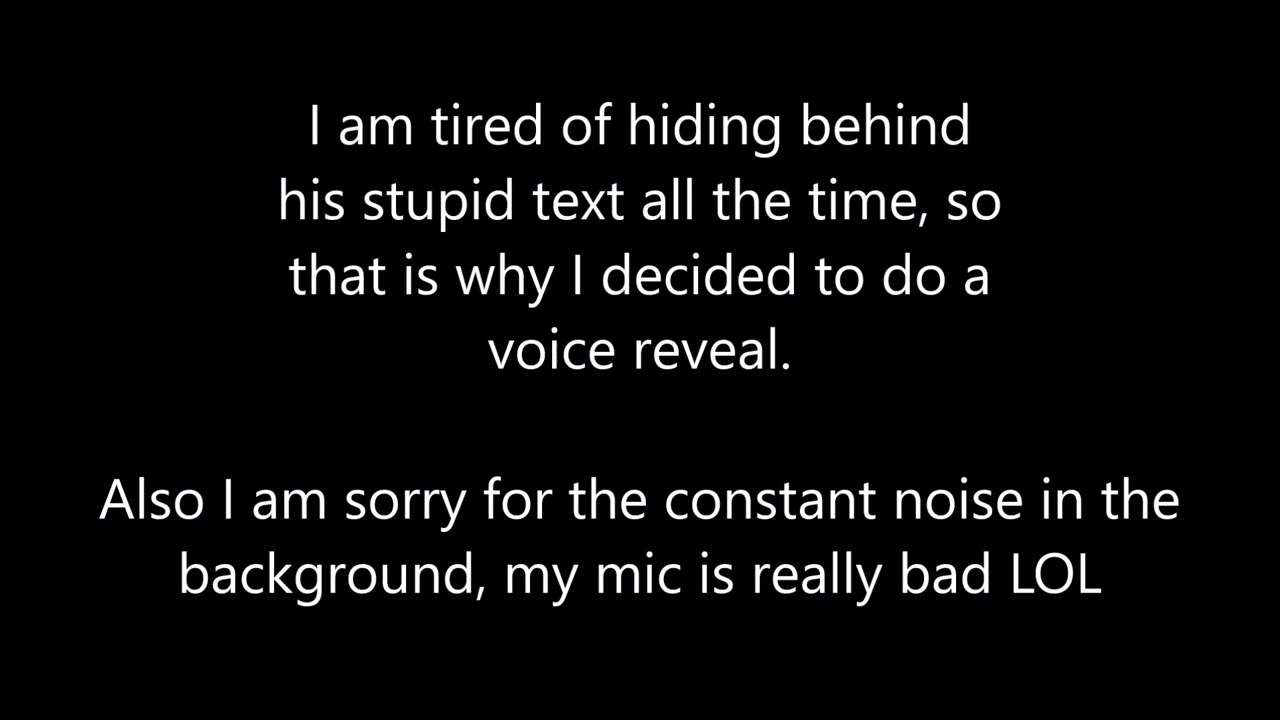 I am tired of hiding behind
his stupid text all the time, so
that is why I decided to do a
voice reveal.
Also I am sorry for the constant noise in the
background, my mic is really bad LOL